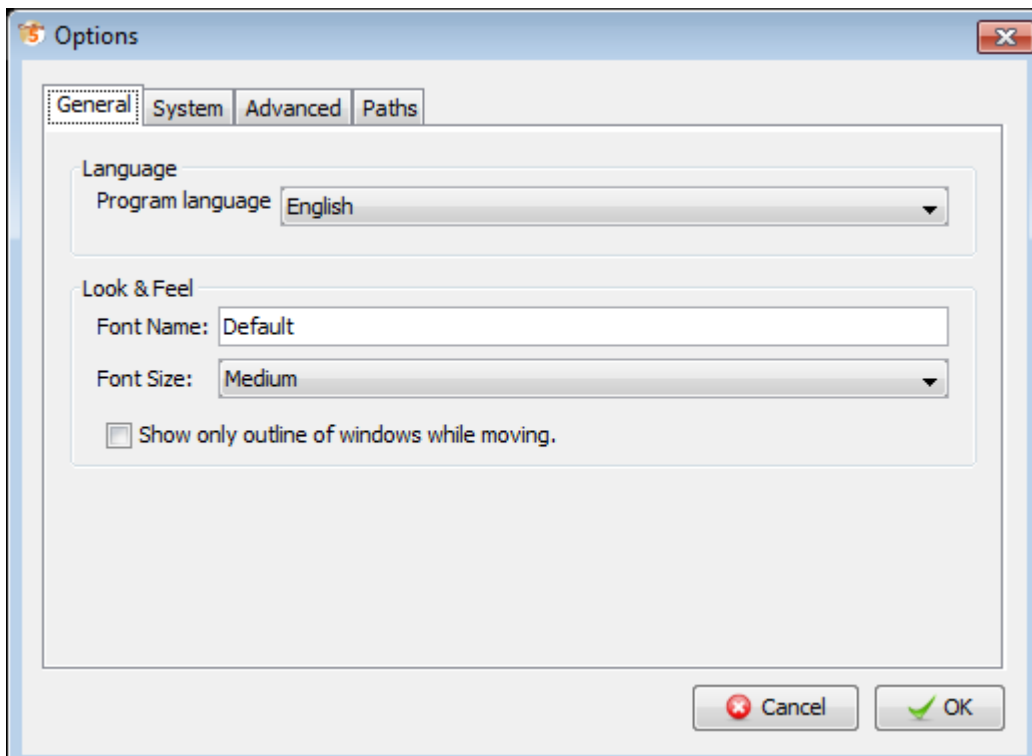 Options
General System Advanced Paths
Language
Program language English
Look & Feel
Font Name: Default
Font Size: Medium
Show only outline of windows while moving.
Cancel OK